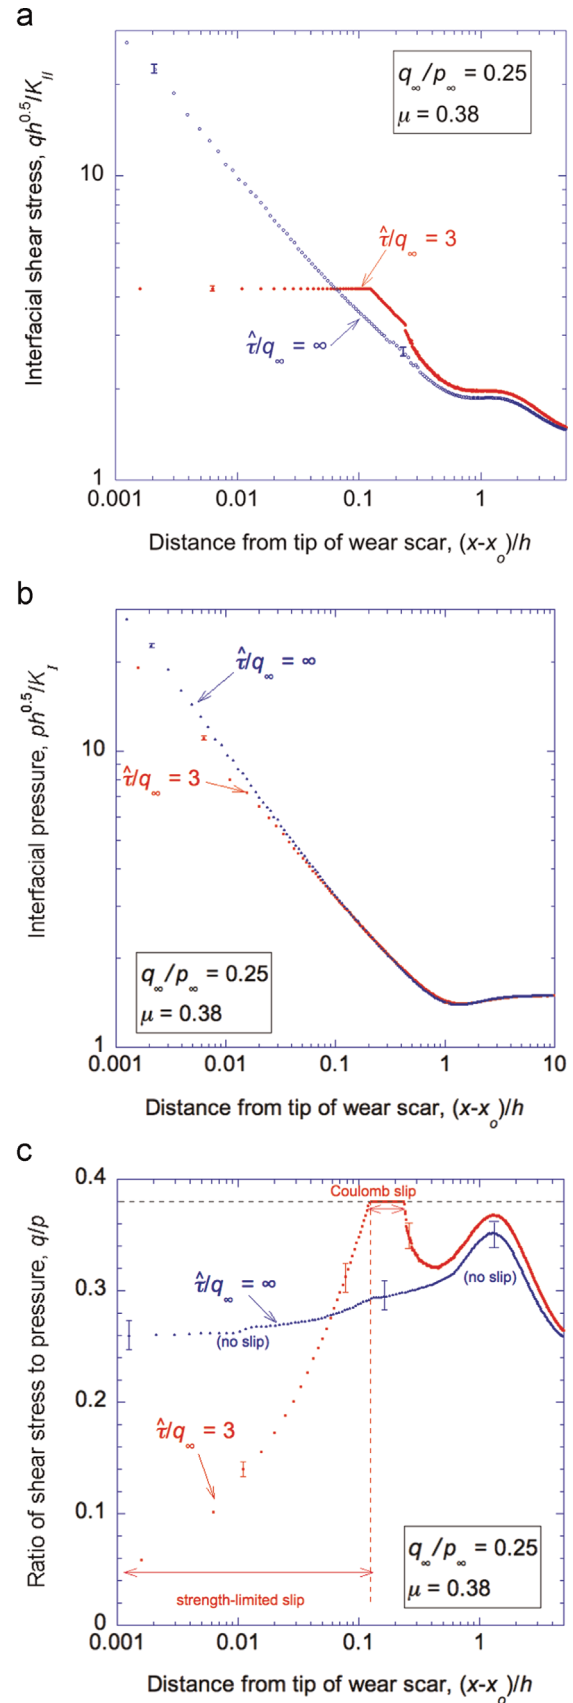 a
Interfacial shear stress, qh^0.5/K_II
q∞/p∞ = 0.25
μ = 0.38
10
τ̂/q∞ = 3
τ̂/q∞ = ∞
1
0.001 0.01 0.1 1
Distance from tip of wear scar, (x-x_o)/h
b
Interfacial pressure, ph^0.5/K_I
τ̂/q∞ = ∞
10
τ̂/q∞ = 3
q∞/p∞ = 0.25
μ = 0.38
1
0.001 0.01 0.1 1 10
Distance from tip of wear scar, (x-x_o)/h
c
Ratio of shear stress to pressure, q/p
0.4
Coulomb slip
0.3
τ̂/q∞ = ∞
(no slip)
(no slip)
0.2
τ̂/q∞ = 3
0.1
q∞/p∞ = 0.25
μ = 0.38
strength-limited slip
0
0.001 0.01 0.1 1
Distance from tip of wear scar, (x-x_o)/h